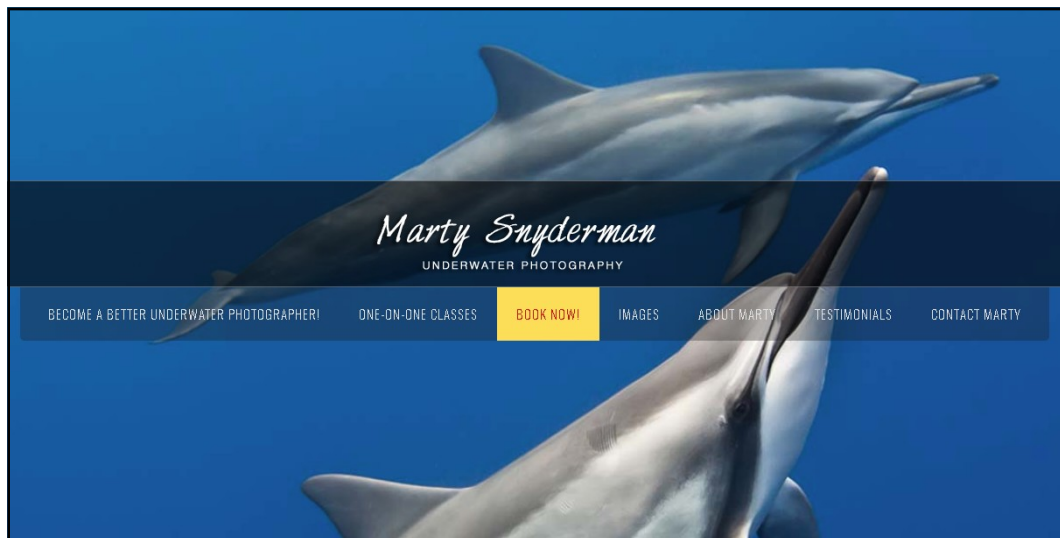 Marty Snyderman
UNDERWATER PHOTOGRAPHY
BECOME A BETTER UNDERWATER PHOTOGRAPHER! ONE-ON-ONE CLASSES BOOK NOW! IMAGES ABOUT MARTY TESTIMONIALS CONTACT MARTY